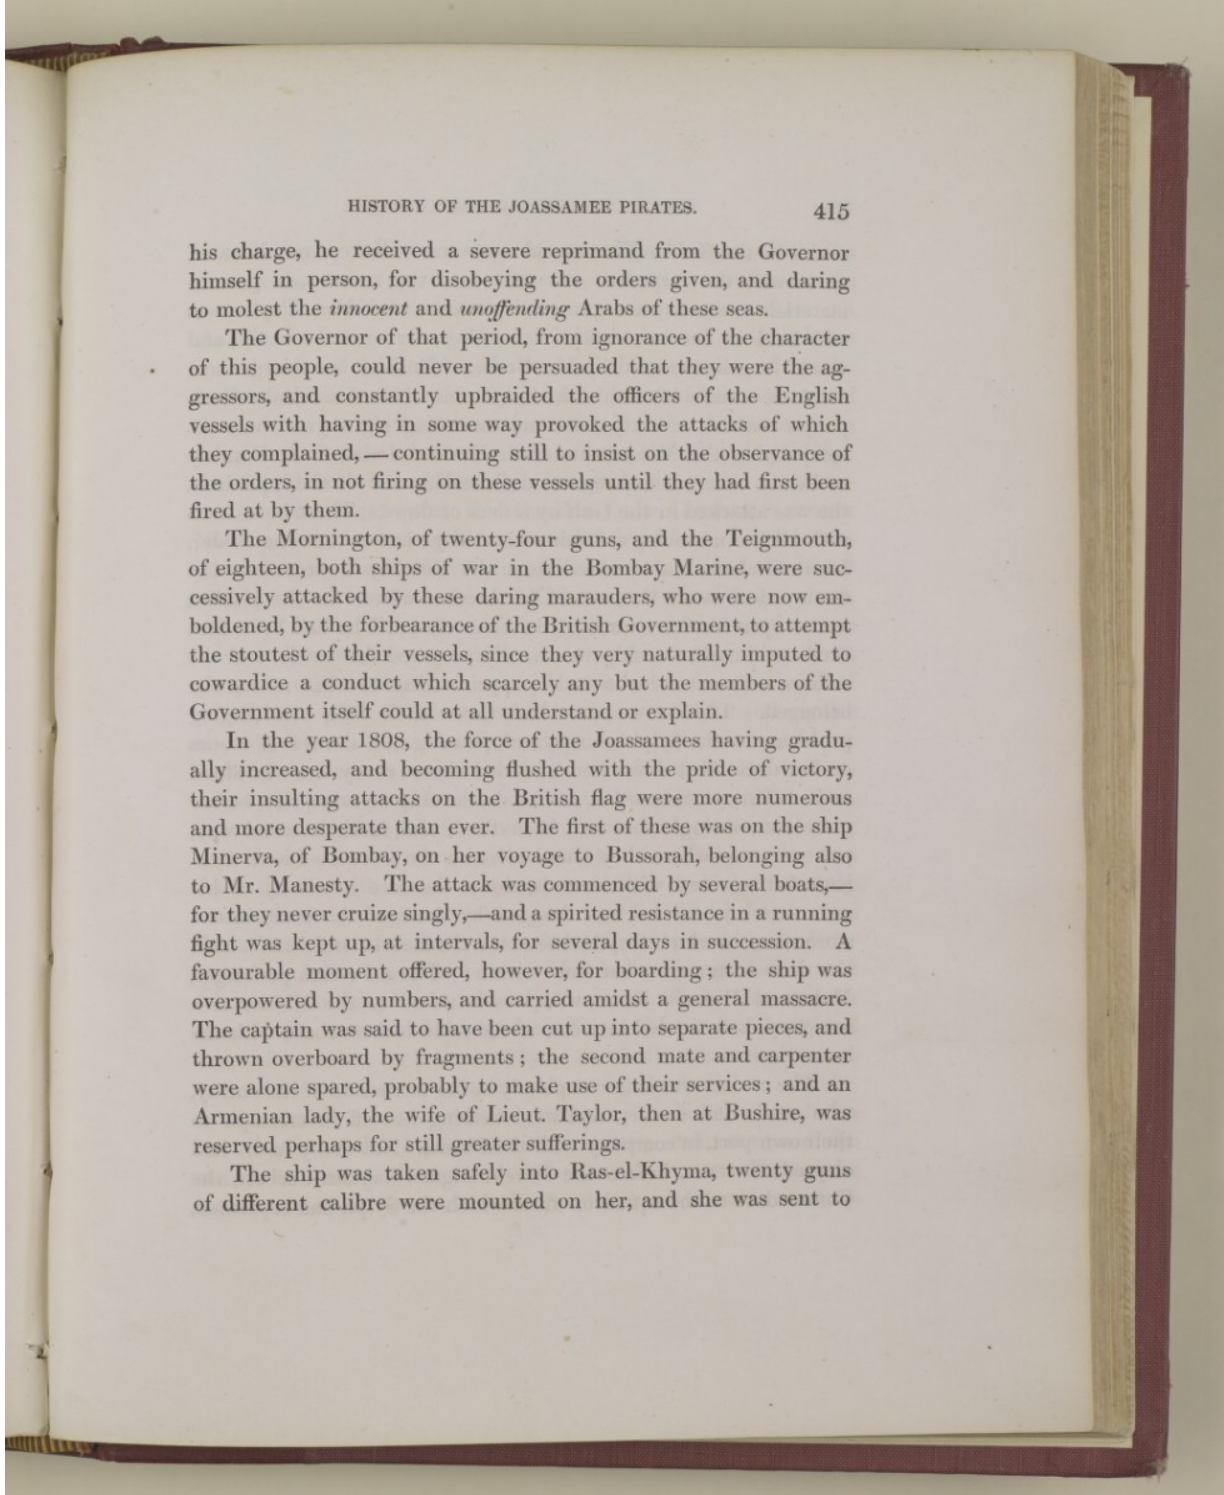 HISTORY OF THE JOASSAMEE PIRATES. 415
his charge, he received a severe reprimand from the Governor
himself in person, for disobeying the orders given, and daring
to molest the innocent and unoffending Arabs of these seas.
The Governor of that period, from ignorance of the character
of this people, could never be persuaded that they were the ag-
gressors, and constantly upbraided the officers of the English
vessels with having in some way provoked the attacks of which
they complained, — continuing still to insist on the observance of
the orders, in not firing on these vessels until they had first been
fired at by them.
The Mornington, of twenty-four guns, and the Teignmouth,
of eighteen, both ships of war in the Bombay Marine, were suc-
cessively attacked by these daring marauders, who were now em-
boldened, by the forbearance of the British Government, to attempt
the stoutest of their vessels, since they very naturally imputed to
cowardice a conduct which scarcely any but the members of the
Government itself could at all understand or explain.
In the year 1808, the force of the Joassamees having gradu-
ally increased, and becoming flushed with the pride of victory,
their insulting attacks on the British flag were more numerous
and more desperate than ever. The first of these was on the ship
Minerva, of Bombay, on her voyage to Bussorah, belonging also
to Mr. Manesty. The attack was commenced by several boats,—
for they never cruize singly,—and a spirited resistance in a running
fight was kept up, at intervals, for several days in succession. A
favourable moment offered, however, for boarding; the ship was
overpowered by numbers, and carried amidst a general massacre.
The captain was said to have been cut up into separate pieces, and
thrown overboard by fragments; the second mate and carpenter
were alone spared, probably to make use of their services; and an
Armenian lady, the wife of Lieut. Taylor, then at Bushire, was
reserved perhaps for still greater sufferings.
The ship was taken safely into Ras-el-Khyma, twenty guns
of different calibre were mounted on her, and she was sent to